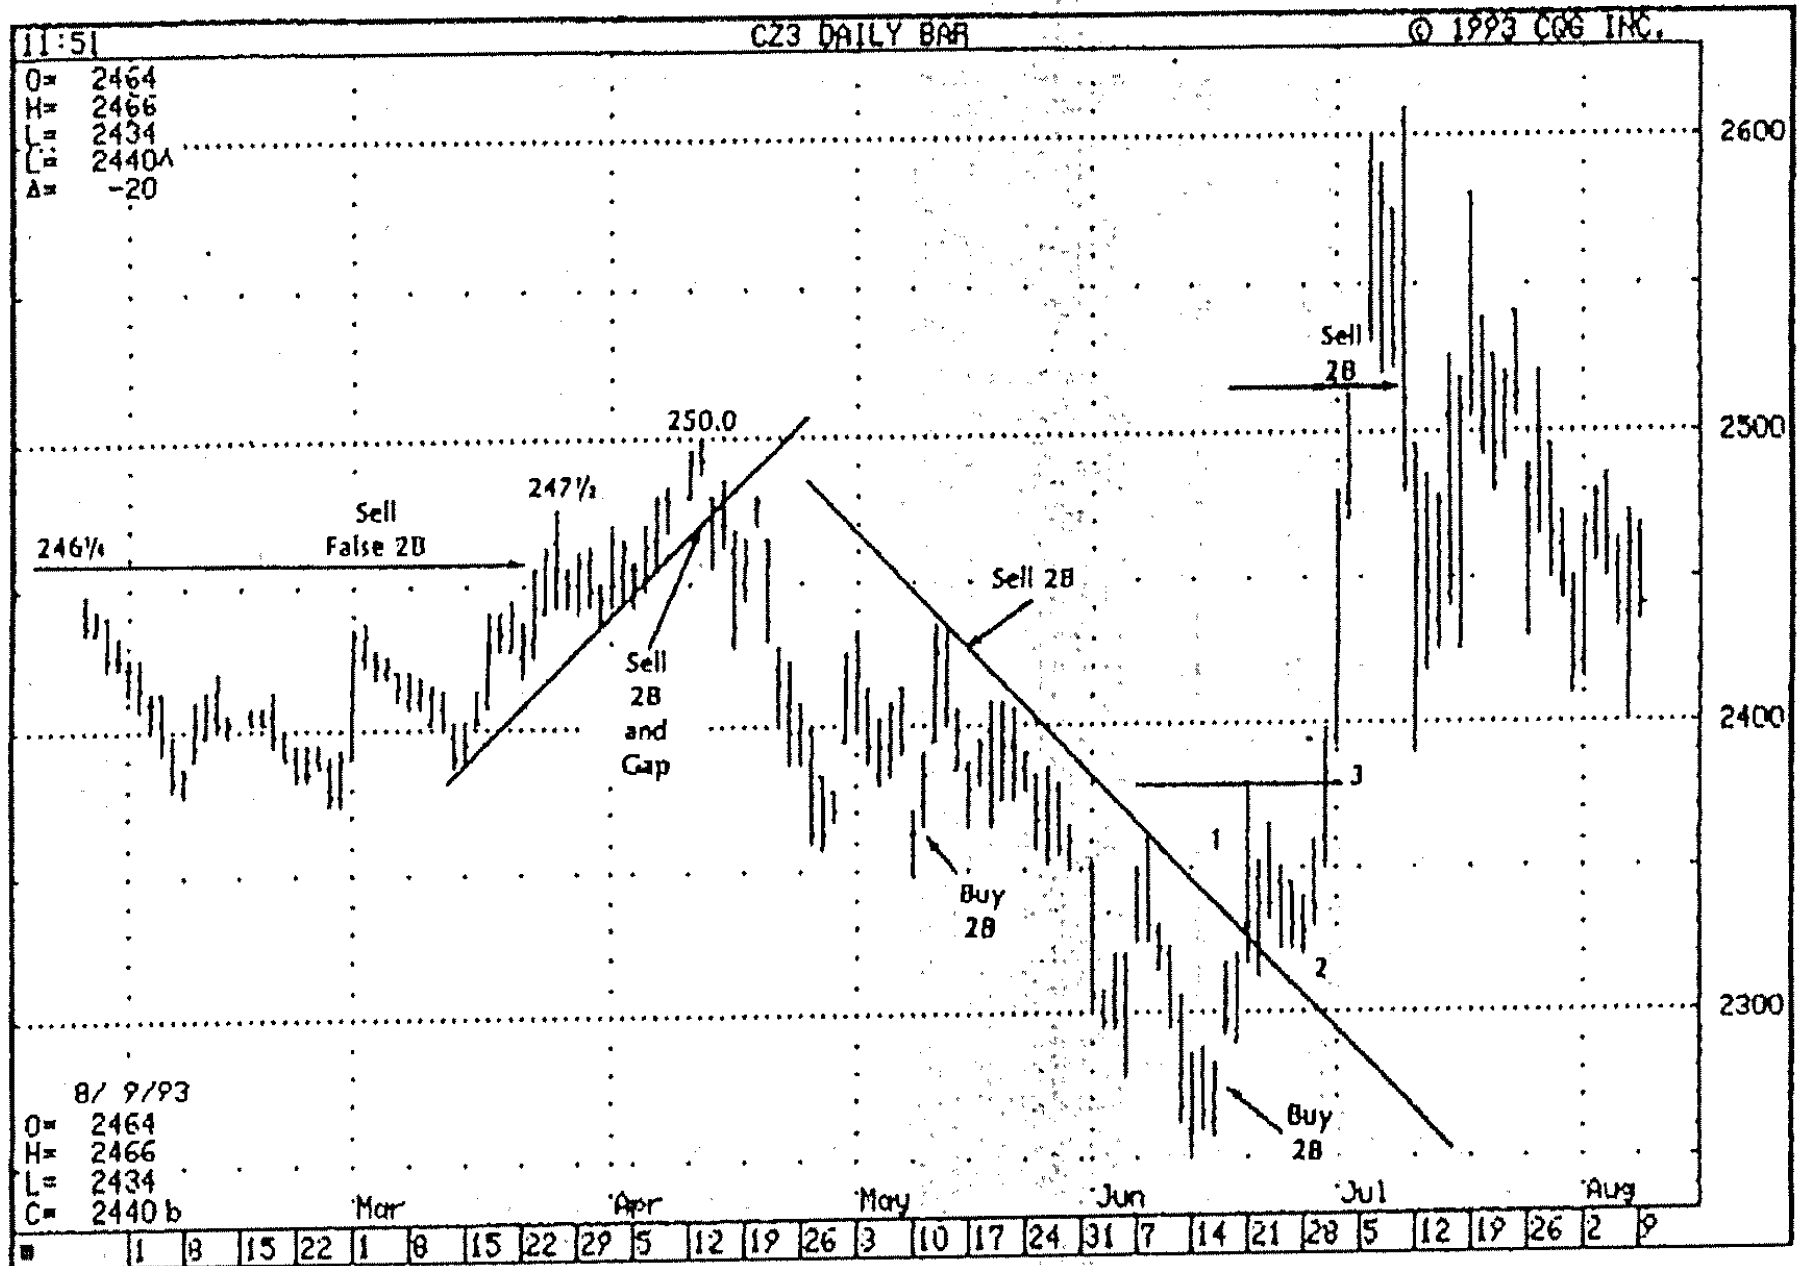 11:51 CZ3 DAILY BAR © 1993 CQG INC.
O= 2464
H= 2466
L= 2434
L= 2440A
Δ= -20
2600
Sell
2B
250.0
2500
247½
Sell
False 2B
246¼
Sell 2B
Sell
2B
and
Gap
2400
3
1
Buy
2B
2
2300
8/ 9/93
O= 2464
H= 2466
L= 2434
C= 2440 b
Buy
2B
Mar Apr May Jun Jul Aug
1 8 15 22 1 8 15 22 29 5 12 19 26 3 10 17 24 31 7 14 21 28 5 12 19 26 2 9